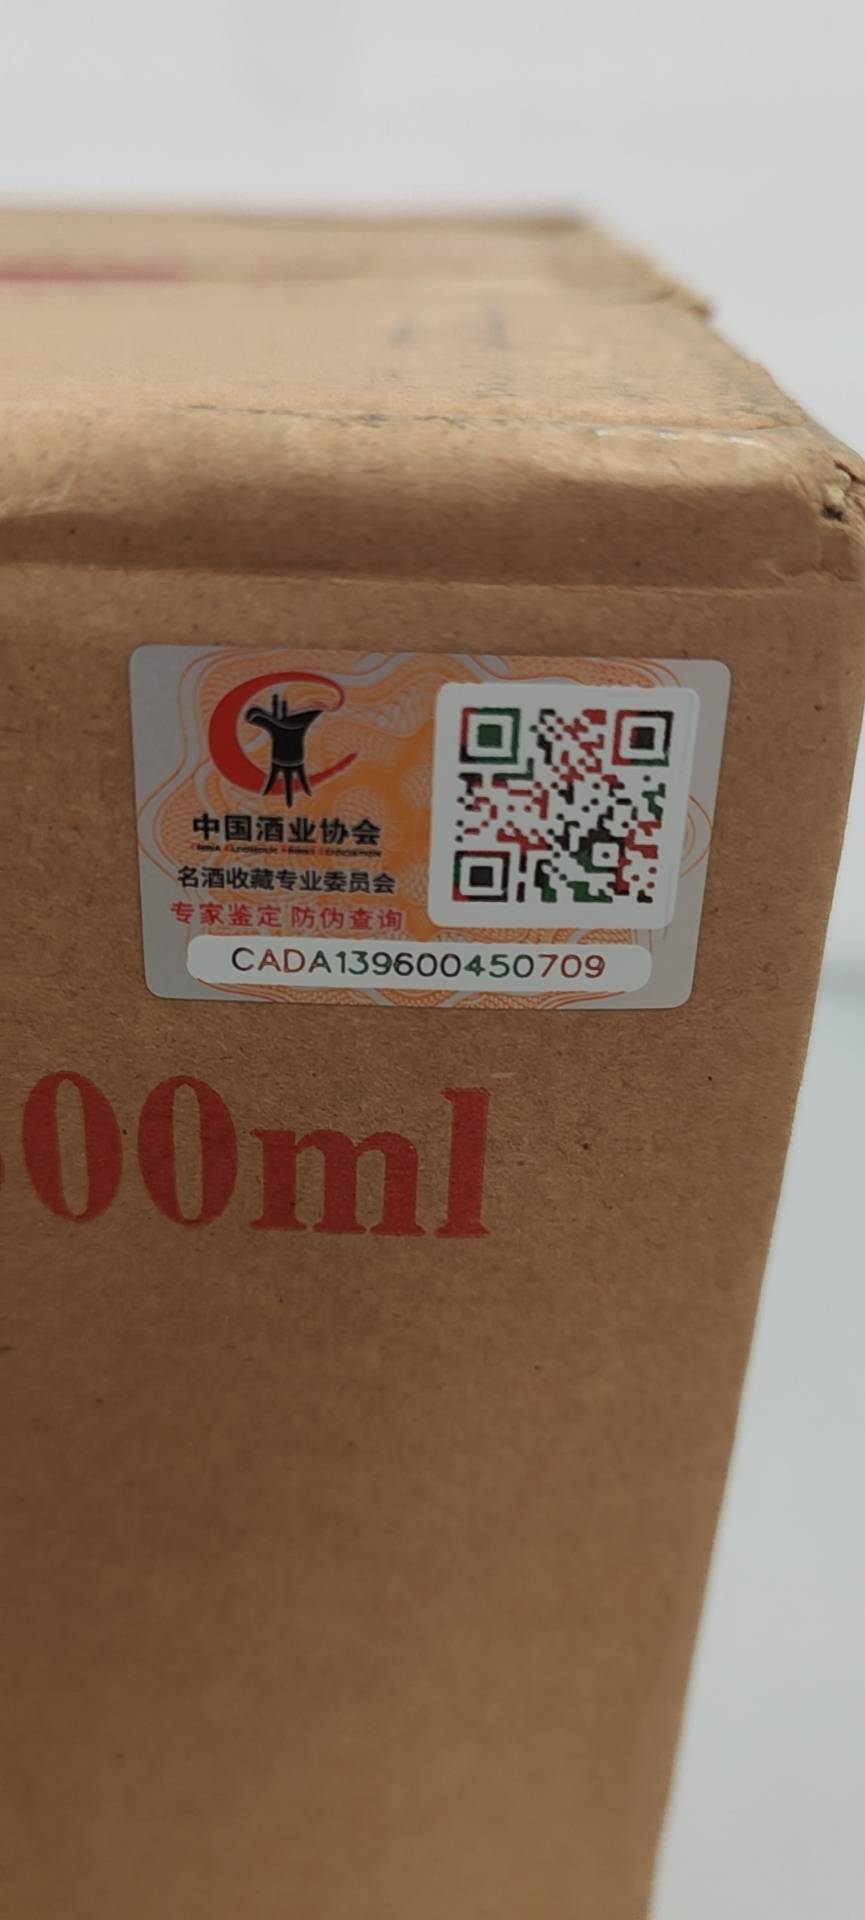 中国酒业协会
名酒收藏专业委员会
专家鉴定 防伪查询
CADA139600450709
00ml